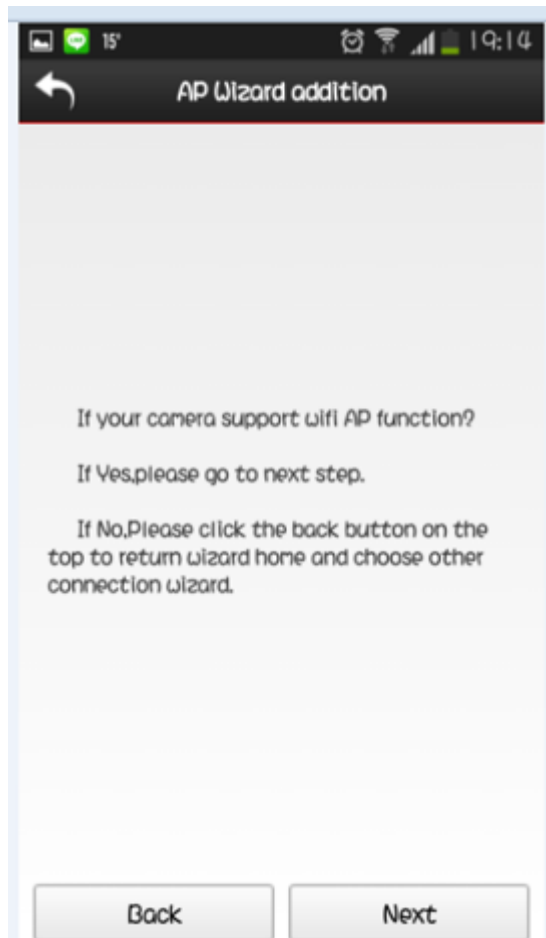 LINE 15° 19:14
AP Wizard addition
If your camera support wifi AP function?
If Yes,please go to next step.
If No,Please click the back button on the
top to return wizard home and choose other
connection wizard.
Back Next